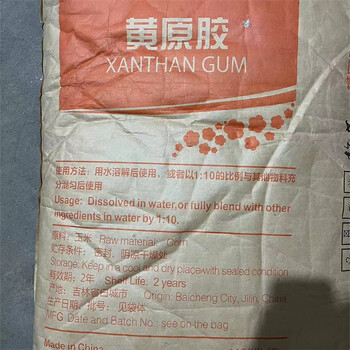 黄原胶
XANTHAN GUM
使用方法：用水溶解后使用，或者以1:10的比例与其他物料充
分混匀后使用
Usage: Dissolved in water, or fully blend with other
ingredients in water by 1:10.
原料：玉米 Raw material: Corn
贮存条件：密封，阴凉干燥处
Storage: Keep in a cool and dry place with sealed condition
有效期：2年 Shelf Life: 2 years
产地：吉林省白城市 Origin: Baicheng City, Jilin, China
生产日期、批号：见袋体
MFG Date and Batch No: see on the bag
Made in China